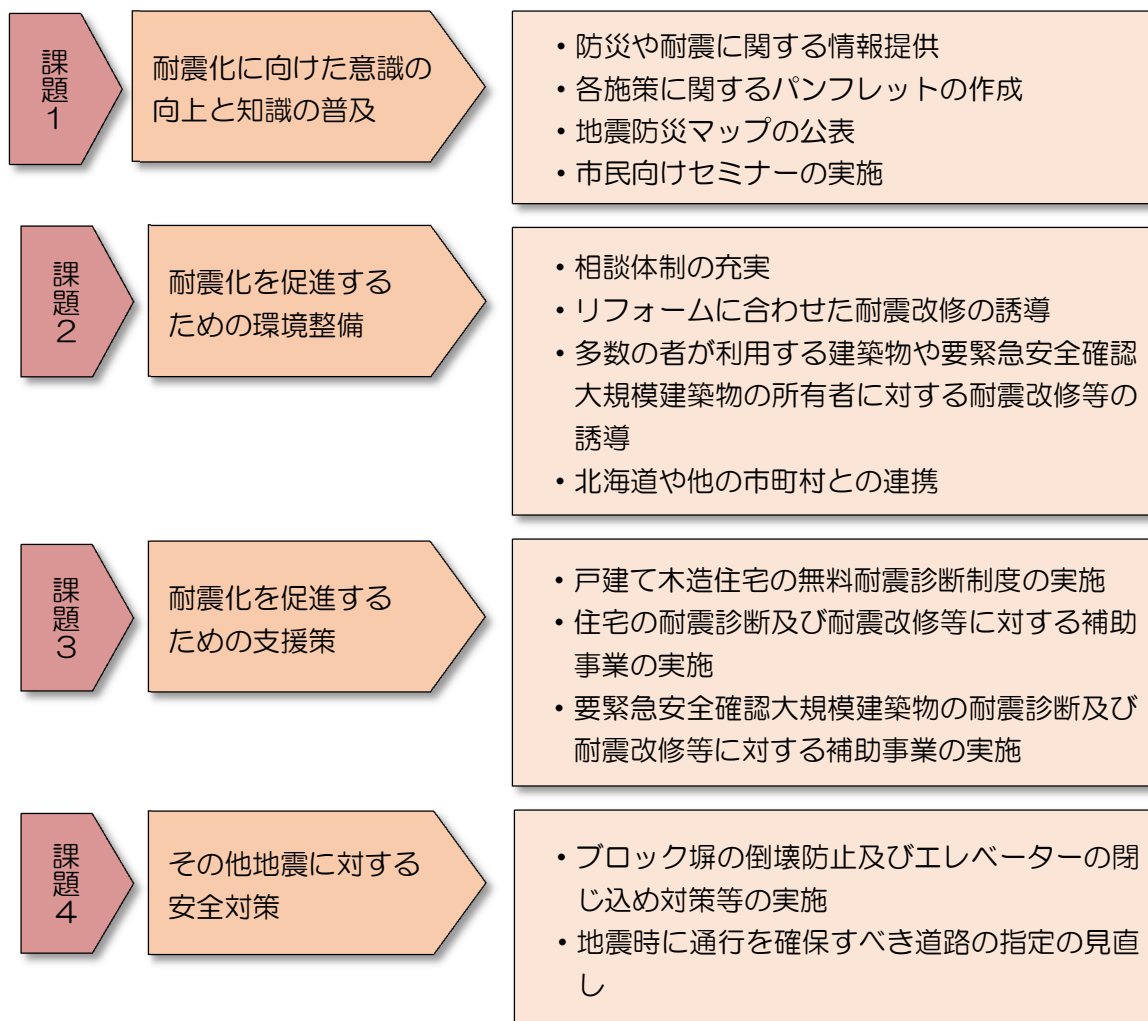 課題1
耐震化に向けた意識の
向上と知識の普及
・防災や耐震に関する情報提供
・各施策に関するパンフレットの作成
・地震防災マップの公表
・市民向けセミナーの実施
課題2
耐震化を促進する
ための環境整備
・相談体制の充実
・リフォームに合わせた耐震改修の誘導
・多数の者が利用する建築物や要緊急安全確認
大規模建築物の所有者に対する耐震改修等の
誘導
・北海道や他の市町村との連携
課題3
耐震化を促進する
ための支援策
・戸建て木造住宅の無料耐震診断制度の実施
・住宅の耐震診断及び耐震改修等に対する補助
事業の実施
・要緊急安全確認大規模建築物の耐震診断及び
耐震改修等に対する補助事業の実施
課題4
その他地震に対する
安全対策
・ブロック塀の倒壊防止及びエレベーターの閉
じ込め対策等の実施
・地震時に通行を確保すべき道路の指定の見直
し